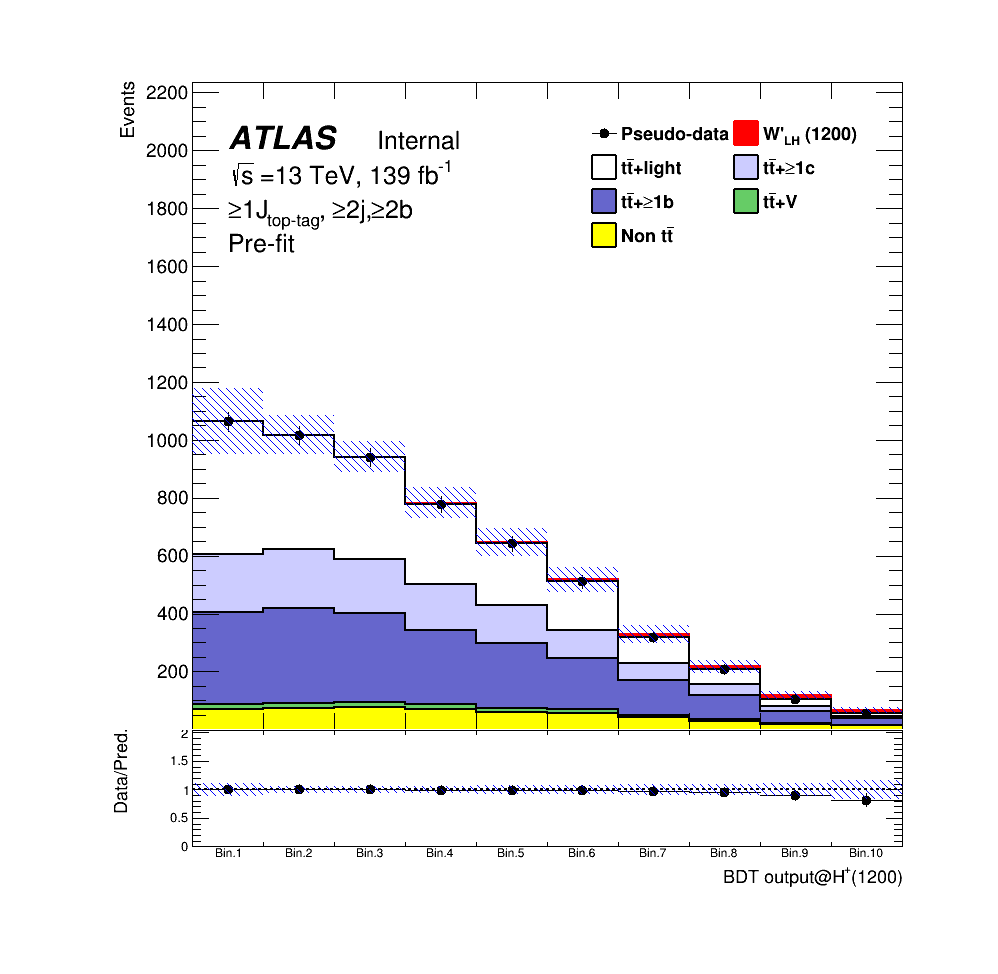 Events
2200
2000
1800
1600
1400
1200
1000
800
600
400
200
ATLAS Internal
√s =13 TeV, 139 fb⁻¹
≥1J_top-tag, ≥2j,≥2b
Pre-fit
Pseudo-data W'_LH (1200)
tt̄+light tt̄+≥1c
tt̄+≥1b tt̄+V
Non tt̄
Data/Pred.
2
1.5
1
0.5
0
Bin.1 Bin.2 Bin.3 Bin.4 Bin.5 Bin.6 Bin.7 Bin.8 Bin.9 Bin.10
BDT output@H⁺(1200)